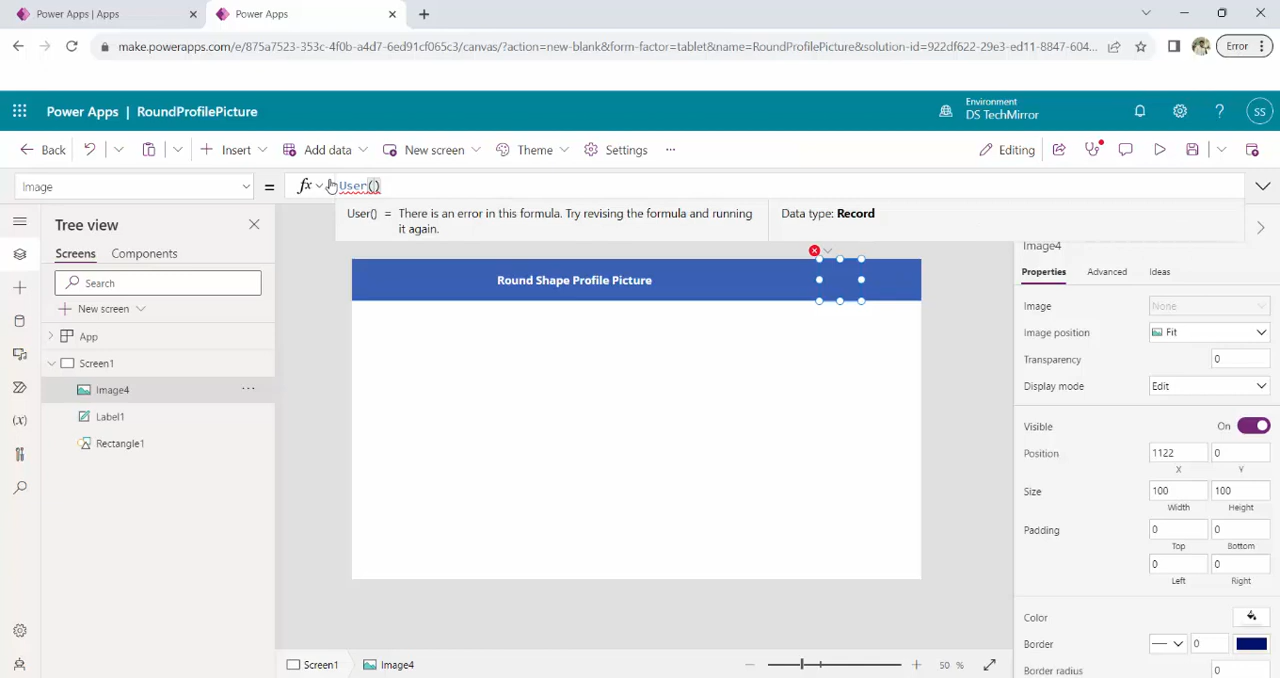 Power Apps | Apps
Power Apps
make.powerapps.com/e/875a7523-353c-4f0b-a4d7-6ed91cf065c3/canvas/?action=new-blank&form-factor=tablet&name=RoundProfilePicture&solution-id=922df622-29e3-ed11-8847-604...
Error
Power Apps | RoundProfilePicture
Environment
DS TechMirror
SS
Back
Insert
Add data
New screen
Theme
Settings
Editing
Image
=
fx
User()
User() = There is an error in this formula. Try revising the formula and running it again.
Data type: Record
Tree view
Screens
Components
Search
New screen
App
Screen1
Image4
Label1
Rectangle1
Round Shape Profile Picture
Image4
Properties
Advanced
Ideas
Image
None
Image position
Fit
Transparency
0
Display mode
Edit
Visible
On
Position
1122
0
X
Y
Size
100
100
Width
Height
Padding
0
0
Top
Bottom
0
0
Left
Right
Color
Border
0
Border radius
0
Screen1
Image4
50 %